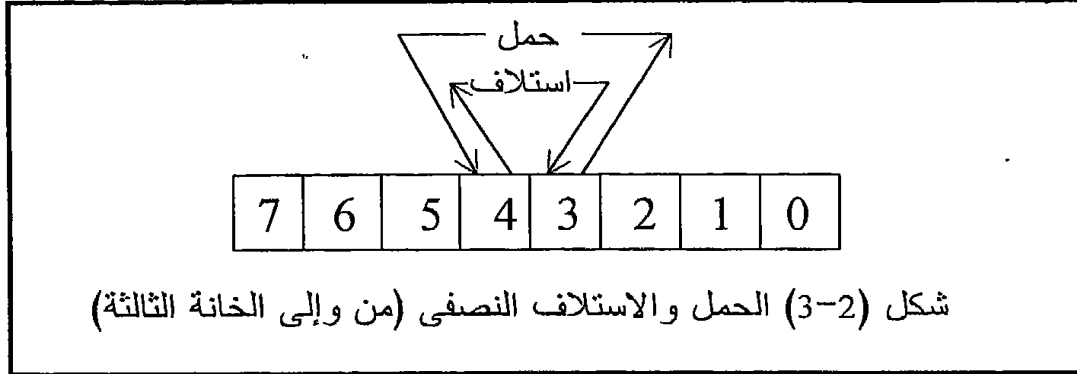 حمل
استلاف
7 6 5 4 3 2 1 0
شكل (2-3) الحمل والاستلاف النصفى (من وإلى الخانة الثالثة)